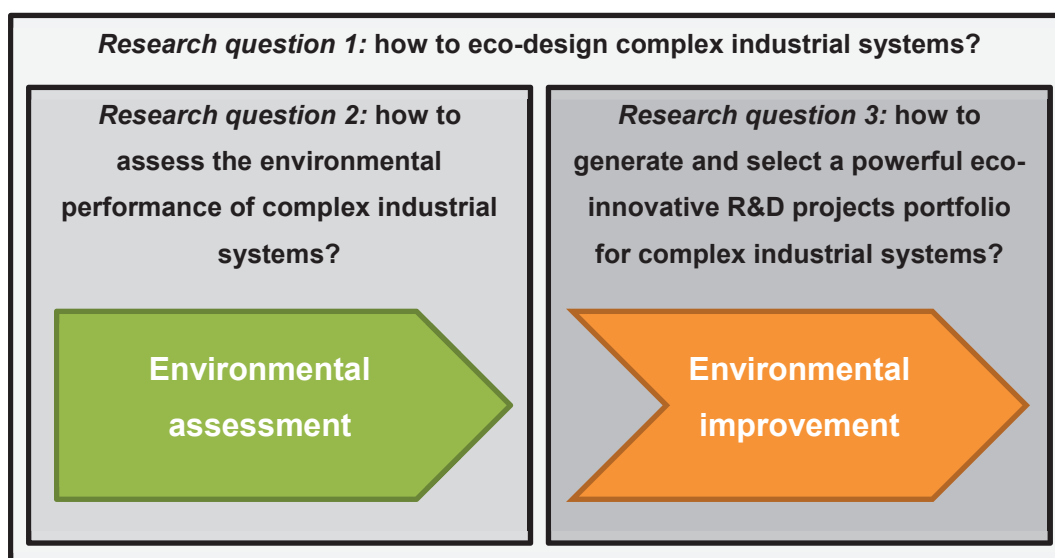 Research question 1: how to eco-design complex industrial systems?
Research question 2: how to
assess the environmental
performance of complex industrial
systems?
Research question 3: how to
generate and select a powerful eco-
innovative R&D projects portfolio
for complex industrial systems?
Environmental
assessment
Environmental
improvement